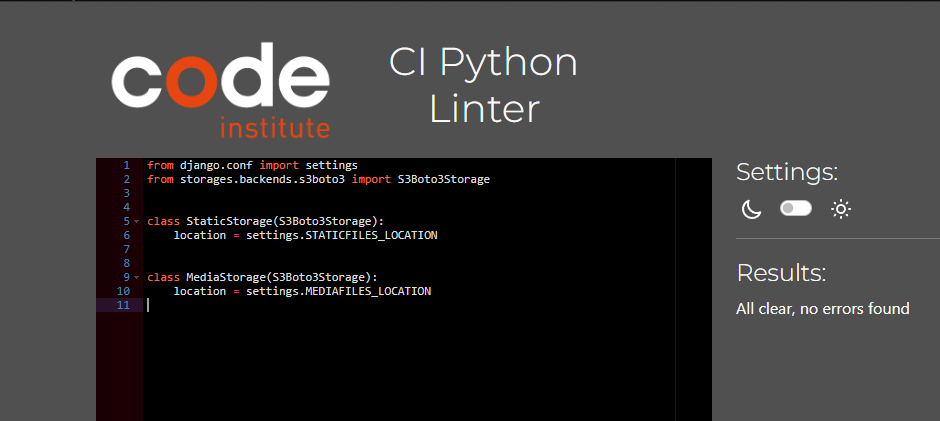 code
institute
CI Python
Linter
1 from django.conf import settings
2 from storages.backends.s3boto3 import S3Boto3Storage
3
4
5 class StaticStorage(S3Boto3Storage):
6     location = settings.STATICFILES_LOCATION
7
8
9 class MediaStorage(S3Boto3Storage):
10     location = settings.MEDIAFILES_LOCATION
11
Settings:
Results:
All clear, no errors found